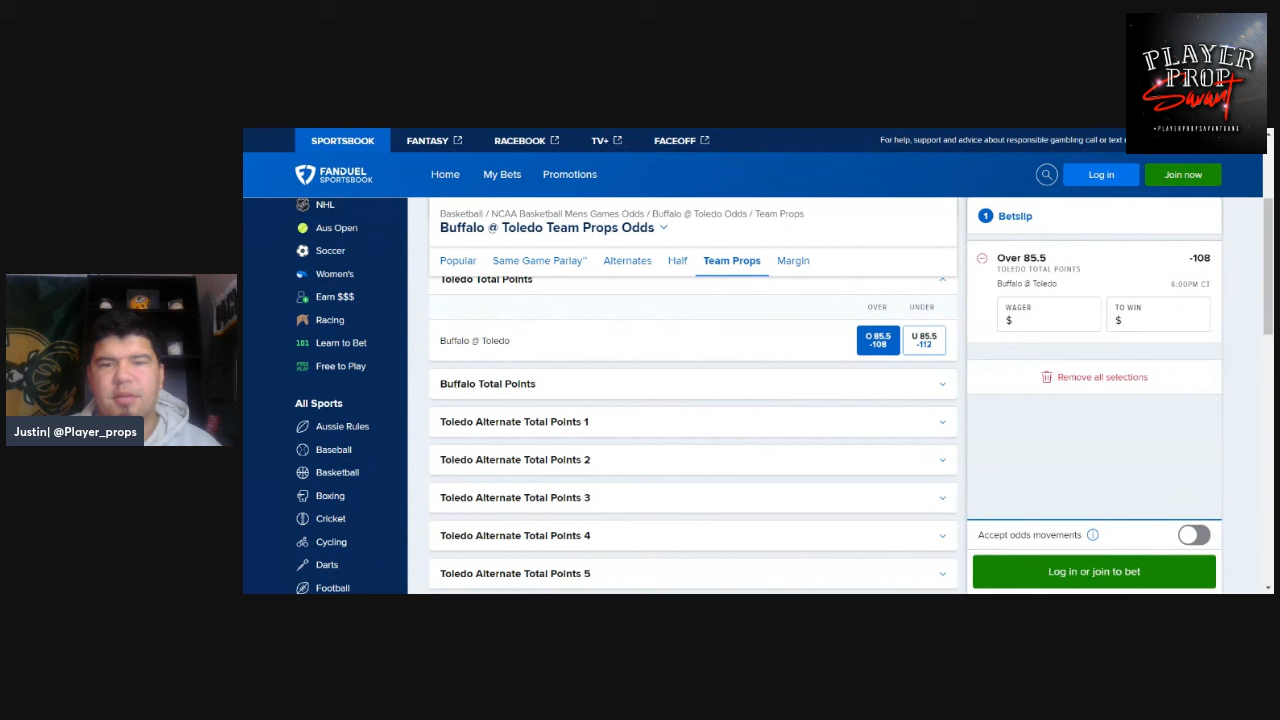 PLAYER
PROP
Savant
#PLAYERPROPSAVANTGANG
SPORTSBOOK
FANTASY
RACEBOOK
TV+
FACEOFF
For help, support and advice about responsible gambling call or text
FANDUEL
SPORTSBOOK
Home
My Bets
Promotions
Log in
Join now
NHL
Aus Open
Soccer
Women's
Earn $$$
Racing
101 Learn to Bet
FREE PLAY Free to Play
All Sports
Aussie Rules
Baseball
Basketball
Boxing
Cricket
Cycling
Darts
Football
Basketball / NCAA Basketball Mens Games Odds / Buffalo @ Toledo Odds / Team Props
Buffalo @ Toledo Team Props Odds
Popular
Same Game Parlay™
Alternates
Half
Team Props
Margin
Toledo Total Points
OVER
UNDER
Buffalo @ Toledo
O 85.5
-108
U 85.5
-112
Buffalo Total Points
Toledo Alternate Total Points 1
Toledo Alternate Total Points 2
Toledo Alternate Total Points 3
Toledo Alternate Total Points 4
Toledo Alternate Total Points 5
1 Betslip
Over 85.5 -108
TOLEDO TOTAL POINTS
Buffalo @ Toledo 6:00PM CT
WAGER
$
TO WIN
$
Remove all selections
Accept odds movements
Log in or join to bet
Justin| @Player_props